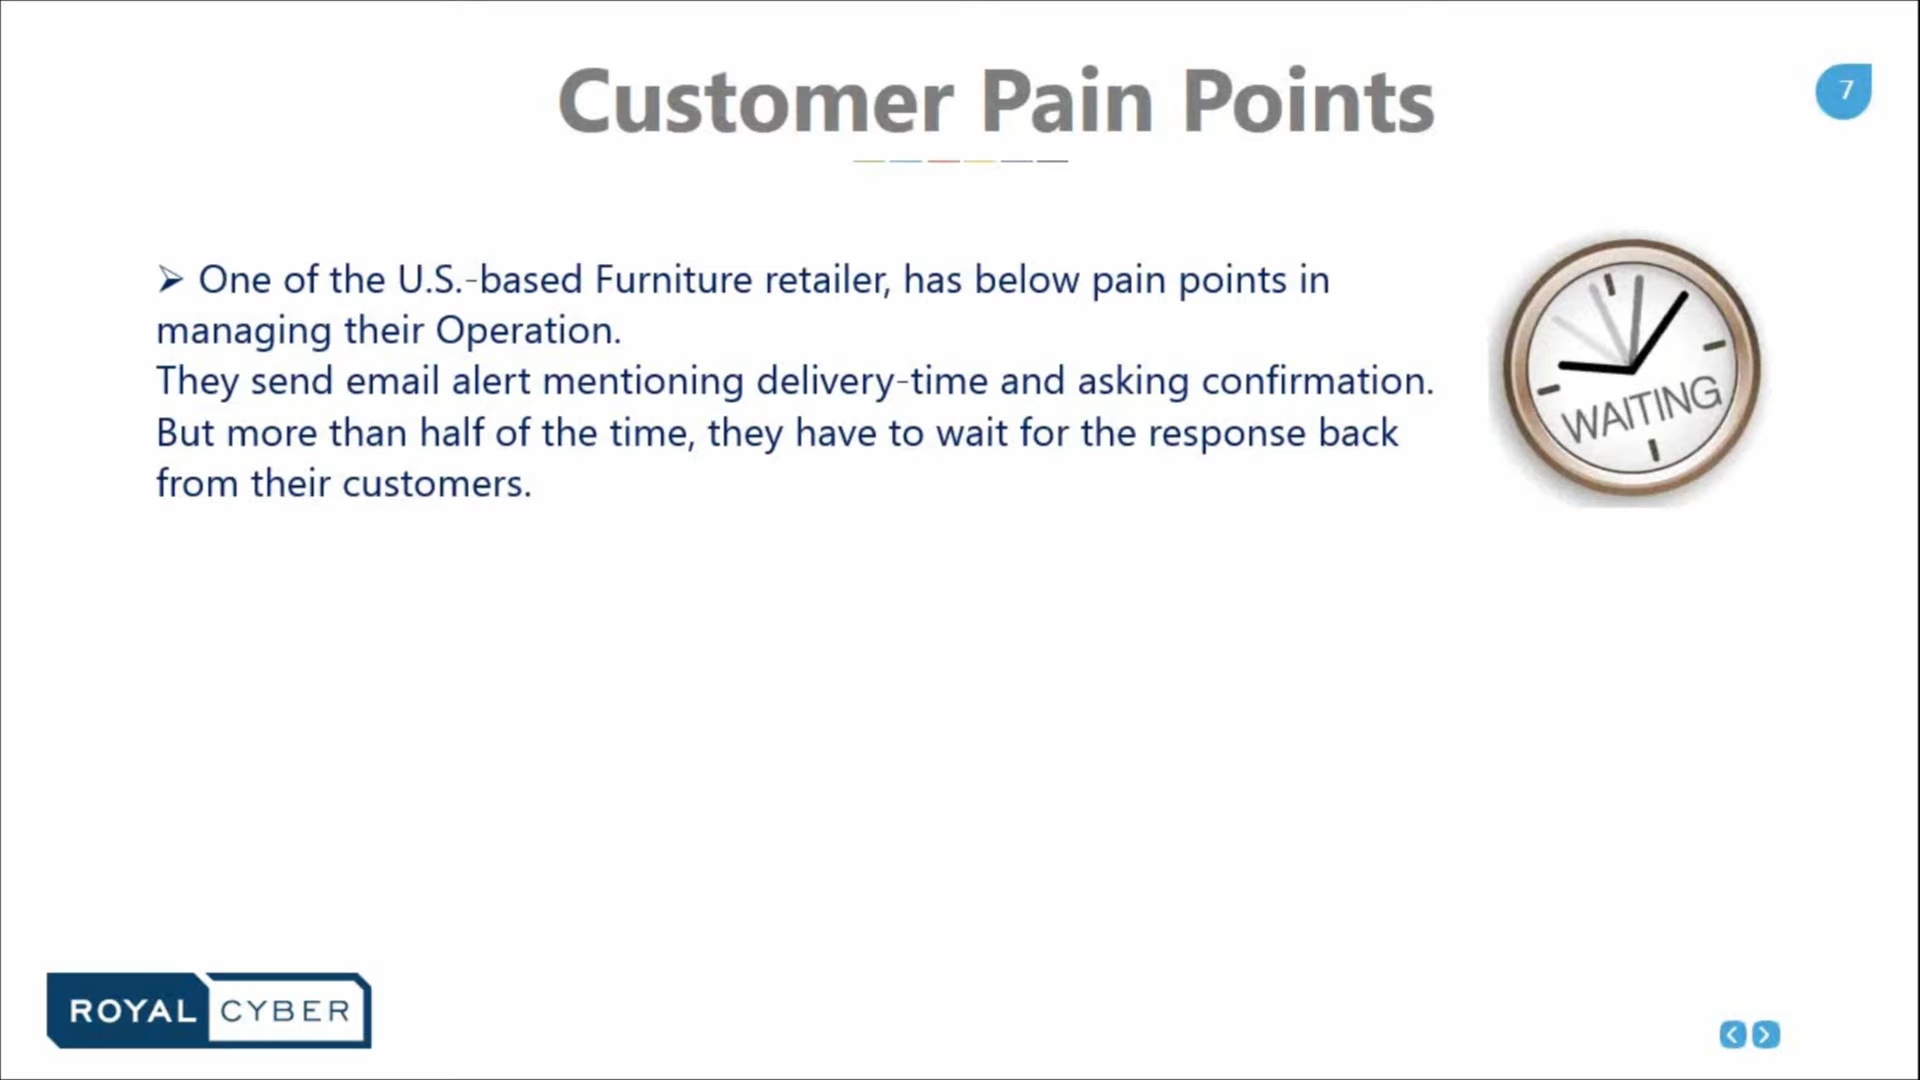 Customer Pain Points
7
➢ One of the U.S.-based Furniture retailer, has below pain points in
managing their Operation.
They send email alert mentioning delivery-time and asking confirmation.
But more than half of the time, they have to wait for the response back
from their customers.
WAITING
ROYAL CYBER